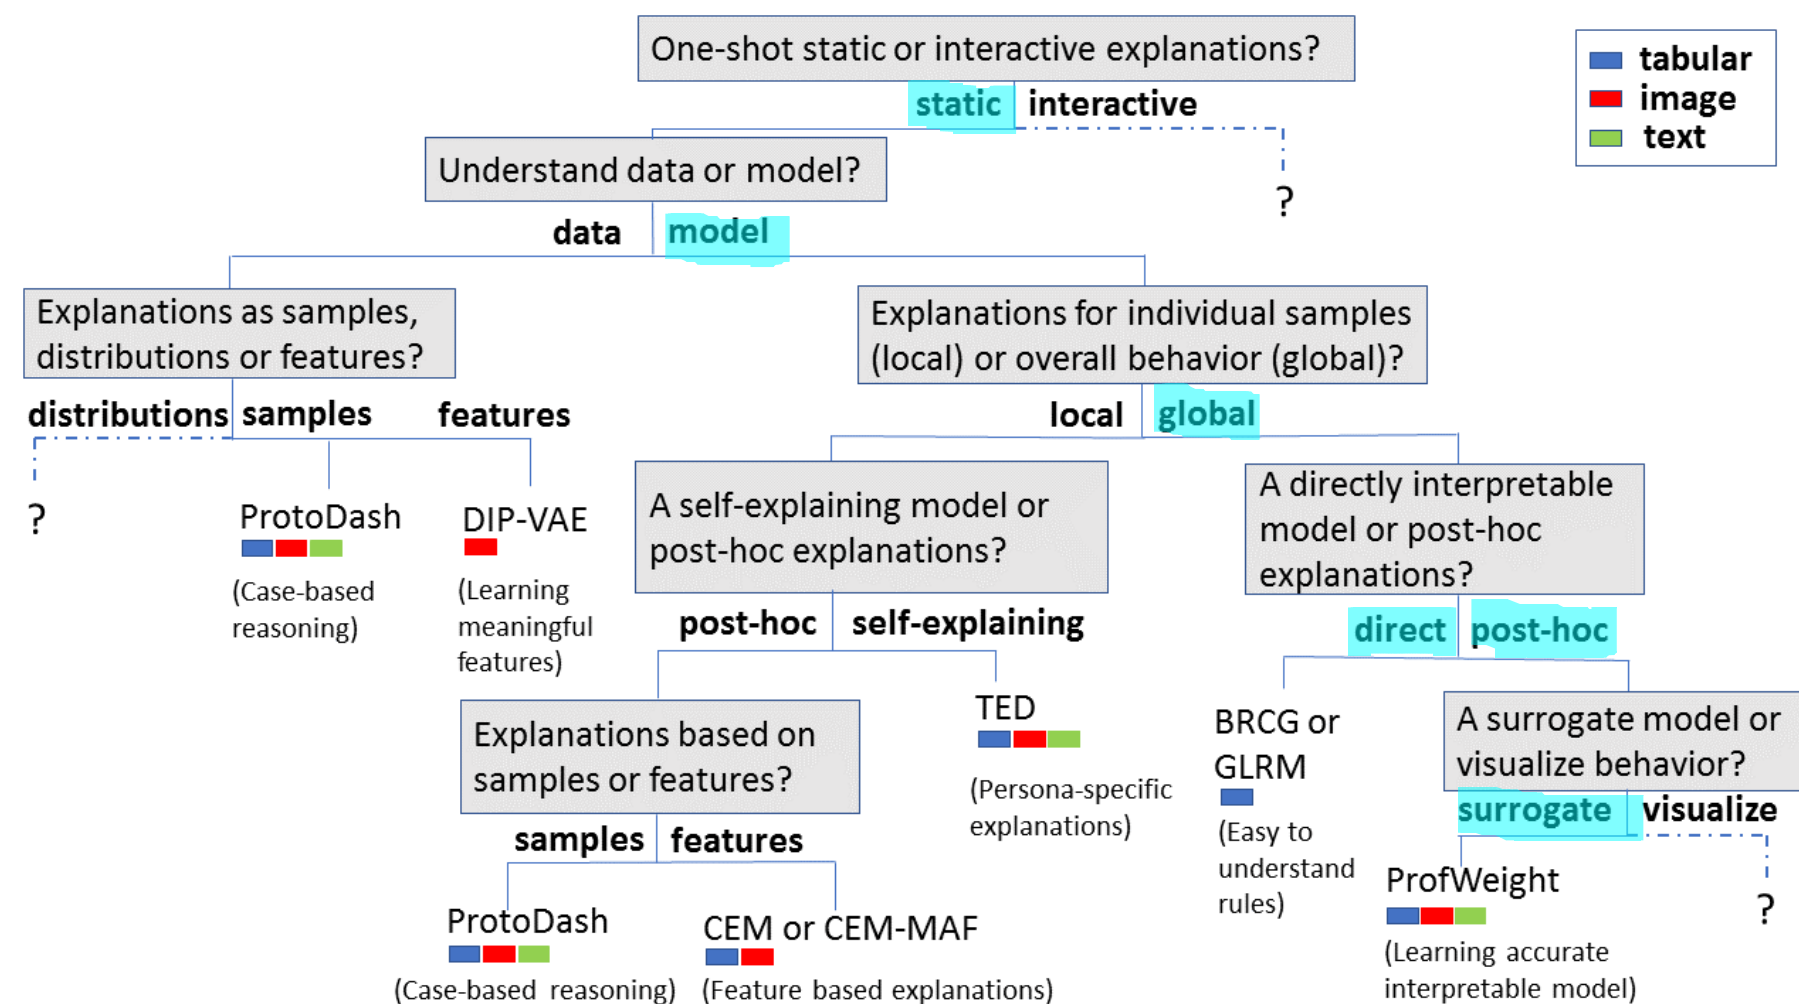 One-shot static or interactive explanations?
static interactive
tabular
image
text
Understand data or model?
?
data model
Explanations as samples,
distributions or features?
Explanations for individual samples
(local) or overall behavior (global)?
distributions samples features
local global
?
ProtoDash
(Case-based
reasoning)
DIP-VAE
(Learning
meaningful
features)
A self-explaining model or
post-hoc explanations?
A directly interpretable
model or post-hoc
explanations?
post-hoc self-explaining
direct post-hoc
Explanations based on
samples or features?
TED
(Persona-specific
explanations)
BRCG or
GLRM
(Easy to
understand
rules)
A surrogate model or
visualize behavior?
surrogate visualize
samples features
ProtoDash
(Case-based reasoning)
CEM or CEM-MAF
(Feature based explanations)
ProfWeight
(Learning accurate
interpretable model)
?